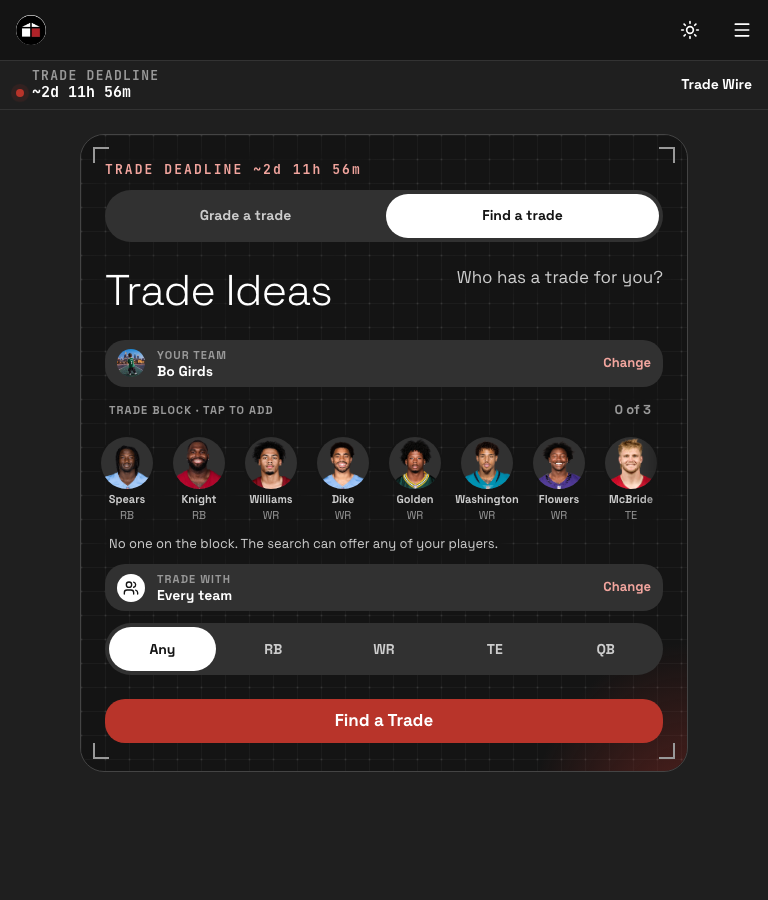 TRADE DEADLINE
~2d 11h 56m
Trade Wire
TRADE DEADLINE ~2d 11h 56m
Grade a trade
Find a trade
Trade Ideas
Who has a trade for you?
YOUR TEAM
Bo Girds
Change
TRADE BLOCK · TAP TO ADD
0 of 3
Spears
RB
Knight
RB
Williams
WR
Dike
WR
Golden
WR
Washington
WR
Flowers
WR
McBride
TE
No one on the block. The search can offer any of your players.
TRADE WITH
Every team
Change
Any
RB
WR
TE
QB
Find a Trade